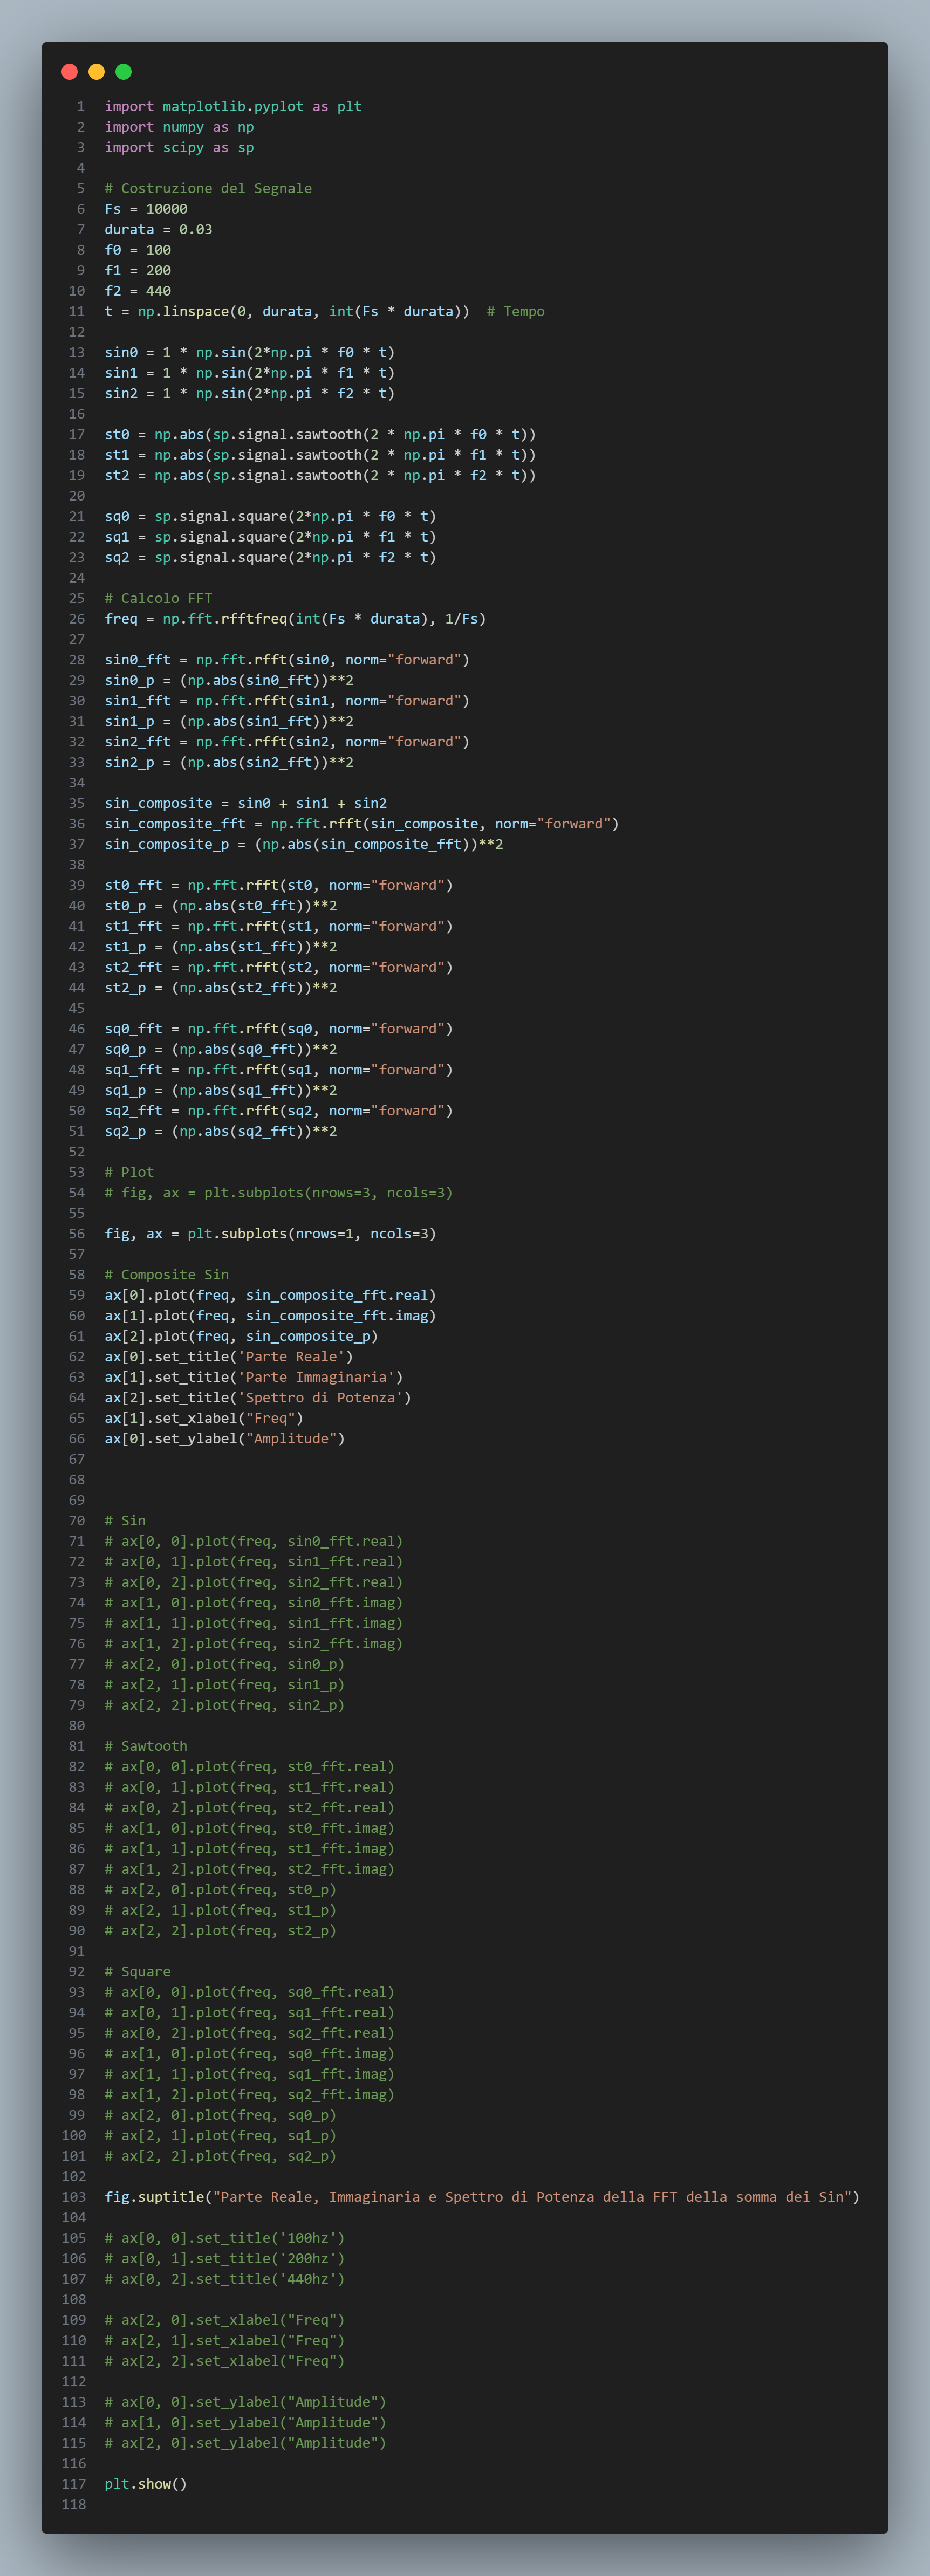 1 import matplotlib.pyplot as plt
2 import numpy as np
3 import scipy as sp
4
5 # Costruzione del Segnale
6 Fs = 10000
7 durata = 0.03
8 f0 = 100
9 f1 = 200
10 f2 = 440
11 t = np.linspace(0, durata, int(Fs * durata))  # Tempo
12
13 sin0 = 1 * np.sin(2*np.pi * f0 * t)
14 sin1 = 1 * np.sin(2*np.pi * f1 * t)
15 sin2 = 1 * np.sin(2*np.pi * f2 * t)
16
17 st0 = np.abs(sp.signal.sawtooth(2 * np.pi * f0 * t))
18 st1 = np.abs(sp.signal.sawtooth(2 * np.pi * f1 * t))
19 st2 = np.abs(sp.signal.sawtooth(2 * np.pi * f2 * t))
20
21 sq0 = sp.signal.square(2*np.pi * f0 * t)
22 sq1 = sp.signal.square(2*np.pi * f1 * t)
23 sq2 = sp.signal.square(2*np.pi * f2 * t)
24
25 # Calcolo FFT
26 freq = np.fft.rfftfreq(int(Fs * durata), 1/Fs)
27
28 sin0_fft = np.fft.rfft(sin0, norm="forward")
29 sin0_p = (np.abs(sin0_fft))**2
30 sin1_fft = np.fft.rfft(sin1, norm="forward")
31 sin1_p = (np.abs(sin1_fft))**2
32 sin2_fft = np.fft.rfft(sin2, norm="forward")
33 sin2_p = (np.abs(sin2_fft))**2
34
35 sin_composite = sin0 + sin1 + sin2
36 sin_composite_fft = np.fft.rfft(sin_composite, norm="forward")
37 sin_composite_p = (np.abs(sin_composite_fft))**2
38
39 st0_fft = np.fft.rfft(st0, norm="forward")
40 st0_p = (np.abs(st0_fft))**2
41 st1_fft = np.fft.rfft(st1, norm="forward")
42 st1_p = (np.abs(st1_fft))**2
43 st2_fft = np.fft.rfft(st2, norm="forward")
44 st2_p = (np.abs(st2_fft))**2
45
46 sq0_fft = np.fft.rfft(sq0, norm="forward")
47 sq0_p = (np.abs(sq0_fft))**2
48 sq1_fft = np.fft.rfft(sq1, norm="forward")
49 sq1_p = (np.abs(sq1_fft))**2
50 sq2_fft = np.fft.rfft(sq2, norm="forward")
51 sq2_p = (np.abs(sq2_fft))**2
52
53 # Plot
54 # fig, ax = plt.subplots(nrows=3, ncols=3)
55
56 fig, ax = plt.subplots(nrows=1, ncols=3)
57
58 # Composite Sin
59 ax[0].plot(freq, sin_composite_fft.real)
60 ax[1].plot(freq, sin_composite_fft.imag)
61 ax[2].plot(freq, sin_composite_p)
62 ax[0].set_title('Parte Reale')
63 ax[1].set_title('Parte Immaginaria')
64 ax[2].set_title('Spettro di Potenza')
65 ax[1].set_xlabel("Freq")
66 ax[0].set_ylabel("Amplitude")
67
68
69
70 # Sin
71 # ax[0, 0].plot(freq, sin0_fft.real)
72 # ax[0, 1].plot(freq, sin1_fft.real)
73 # ax[0, 2].plot(freq, sin2_fft.real)
74 # ax[1, 0].plot(freq, sin0_fft.imag)
75 # ax[1, 1].plot(freq, sin1_fft.imag)
76 # ax[1, 2].plot(freq, sin2_fft.imag)
77 # ax[2, 0].plot(freq, sin0_p)
78 # ax[2, 1].plot(freq, sin1_p)
79 # ax[2, 2].plot(freq, sin2_p)
80
81 # Sawtooth
82 # ax[0, 0].plot(freq, st0_fft.real)
83 # ax[0, 1].plot(freq, st1_fft.real)
84 # ax[0, 2].plot(freq, st2_fft.real)
85 # ax[1, 0].plot(freq, st0_fft.imag)
86 # ax[1, 1].plot(freq, st1_fft.imag)
87 # ax[1, 2].plot(freq, st2_fft.imag)
88 # ax[2, 0].plot(freq, st0_p)
89 # ax[2, 1].plot(freq, st1_p)
90 # ax[2, 2].plot(freq, st2_p)
91
92 # Square
93 # ax[0, 0].plot(freq, sq0_fft.real)
94 # ax[0, 1].plot(freq, sq1_fft.real)
95 # ax[0, 2].plot(freq, sq2_fft.real)
96 # ax[1, 0].plot(freq, sq0_fft.imag)
97 # ax[1, 1].plot(freq, sq1_fft.imag)
98 # ax[1, 2].plot(freq, sq2_fft.imag)
99 # ax[2, 0].plot(freq, sq0_p)
100 # ax[2, 1].plot(freq, sq1_p)
101 # ax[2, 2].plot(freq, sq2_p)
102
103 fig.suptitle("Parte Reale, Immaginaria e Spettro di Potenza della FFT della somma dei Sin")
104
105 # ax[0, 0].set_title('100hz')
106 # ax[0, 1].set_title('200hz')
107 # ax[0, 2].set_title('440hz')
108
109 # ax[2, 0].set_xlabel("Freq")
110 # ax[2, 1].set_xlabel("Freq")
111 # ax[2, 2].set_xlabel("Freq")
112
113 # ax[0, 0].set_ylabel("Amplitude")
114 # ax[1, 0].set_ylabel("Amplitude")
115 # ax[2, 0].set_ylabel("Amplitude")
116
117 plt.show()
118